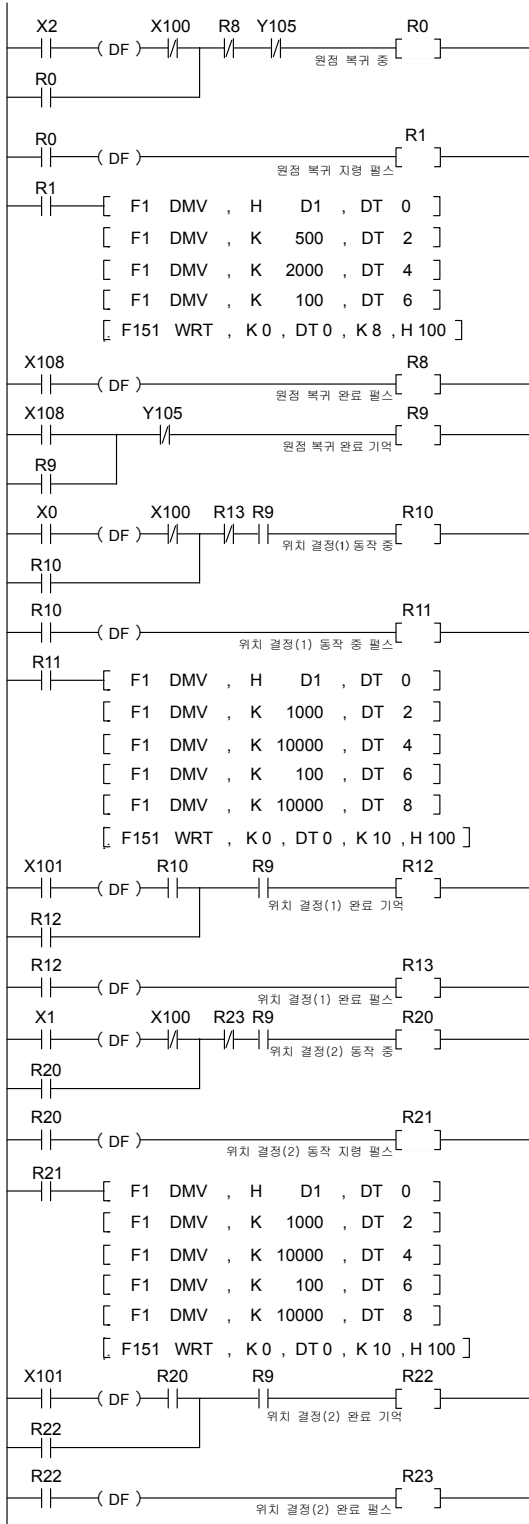 X2 X100 R8 Y105 R0
( DF )
원점 복귀 중
R0
R0 R1
( DF )
원점 복귀 지령 펄스
R1
[ F1 DMV , H D1 , DT 0 ]
[ F1 DMV , K 500 , DT 2 ]
[ F1 DMV , K 2000 , DT 4 ]
[ F1 DMV , K 100 , DT 6 ]
[ F151 WRT , K 0 , DT 0 , K 8 , H 100 ]
X108 R8
( DF )
원점 복귀 완료 펄스
X108 Y105 R9
원점 복귀 완료 기억
R9
X0 X100 R13 R9 R10
( DF )
위치 결정(1) 동작 중
R10
R10 R11
( DF )
위치 결정(1) 동작 중 펄스
R11
[ F1 DMV , H D1 , DT 0 ]
[ F1 DMV , K 1000 , DT 2 ]
[ F1 DMV , K 10000 , DT 4 ]
[ F1 DMV , K 100 , DT 6 ]
[ F1 DMV , K 10000 , DT 8 ]
[ F151 WRT , K 0 , DT 0 , K 10 , H 100 ]
X101 R10 R9 R12
( DF )
위치 결정(1) 완료 기억
R12
R12 R13
( DF )
위치 결정(1) 완료 펄스
X1 X100 R23 R9 R20
( DF )
위치 결정(2) 동작 중
R20
R20 R21
( DF )
위치 결정(2) 동작 지령 펄스
R21
[ F1 DMV , H D1 , DT 0 ]
[ F1 DMV , K 1000 , DT 2 ]
[ F1 DMV , K 10000 , DT 4 ]
[ F1 DMV , K 100 , DT 6 ]
[ F1 DMV , K 10000 , DT 8 ]
[ F151 WRT , K 0 , DT 0 , K 10 , H 100 ]
X101 R20 R9 R22
( DF )
위치 결정(2) 완료 기억
R22
R22 R23
( DF )
위치 결정(2) 완료 펄스